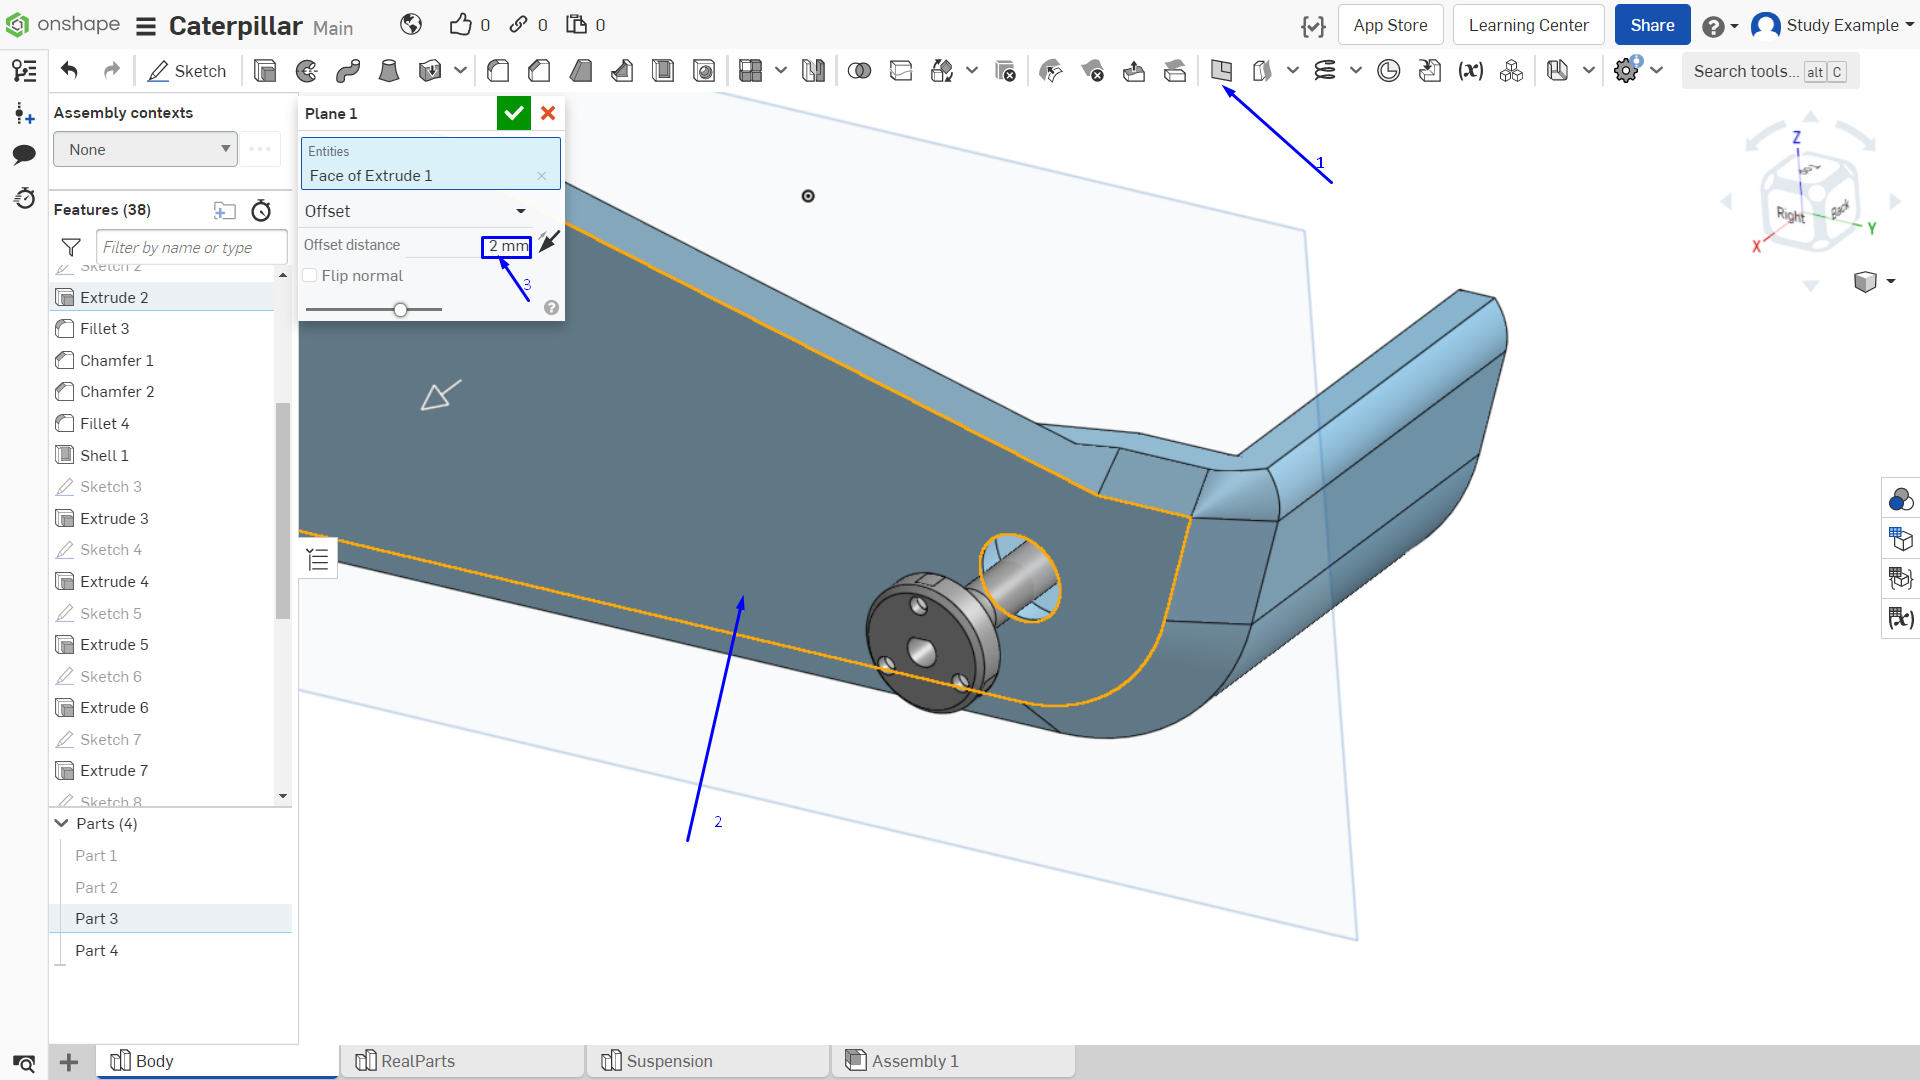 onshape Caterpillar Main 0 0 0 App Store Learning Center Share Study Example
Sketch Search tools... alt C
Assembly contexts
None
Features (38)
Filter by name or type
Sketch 2
Extrude 2
Fillet 3
Chamfer 1
Chamfer 2
Fillet 4
Shell 1
Sketch 3
Extrude 3
Sketch 4
Extrude 4
Sketch 5
Extrude 5
Sketch 6
Extrude 6
Sketch 7
Extrude 7
Sketch 8
Parts (4)
Part 1
Part 2
Part 3
Part 4
Plane 1
Entities
Face of Extrude 1
Offset
Offset distance 2 mm
Flip normal
1
2
3
Z
Right
Back
X
Y
Body RealParts Suspension Assembly 1